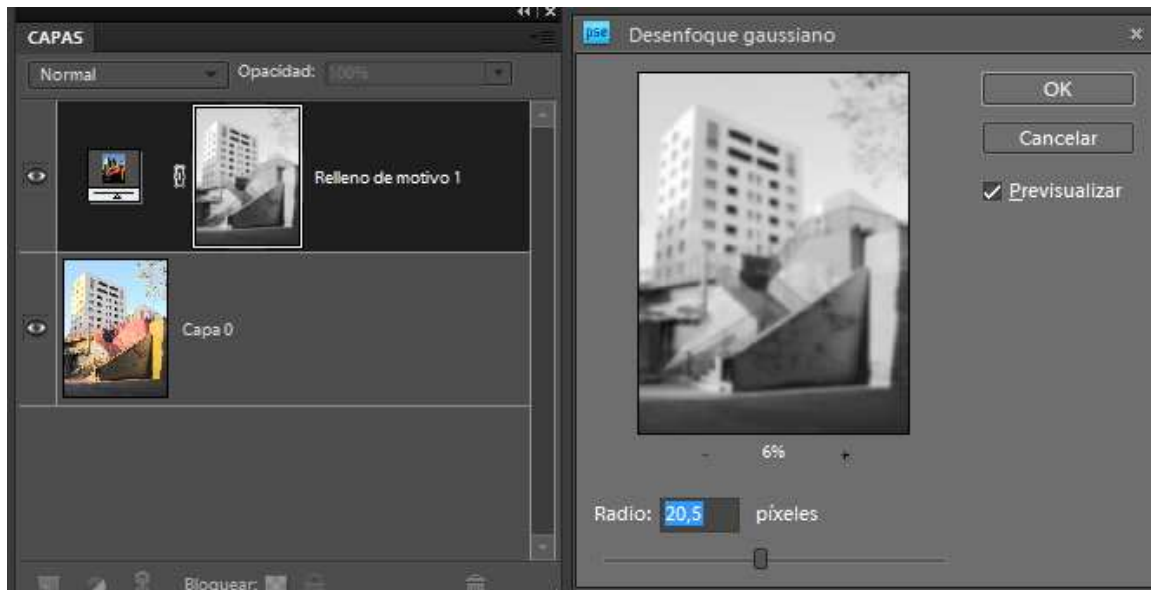 CAPAS
Normal
Opacidad: 100%
Relleno de motivo 1
Capa 0
Bloquear:
pse Desenfoque gaussiano
OK
Cancelar
Previsualizar
- 6% +
Radio: 20,5 píxeles